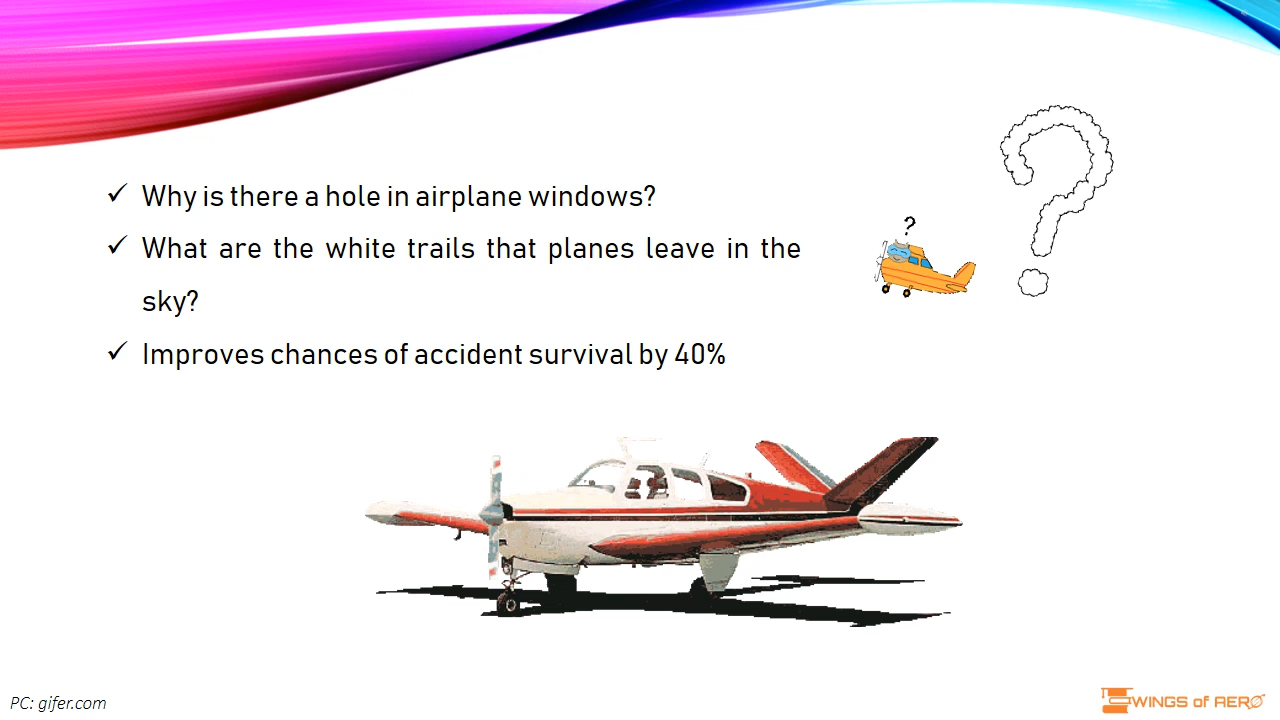 Why is there a hole in airplane windows?
What are the white trails that planes leave in the
sky?
Improves chances of accident survival by 40%
?
?
PC: gifer.com
WINGS of AERO